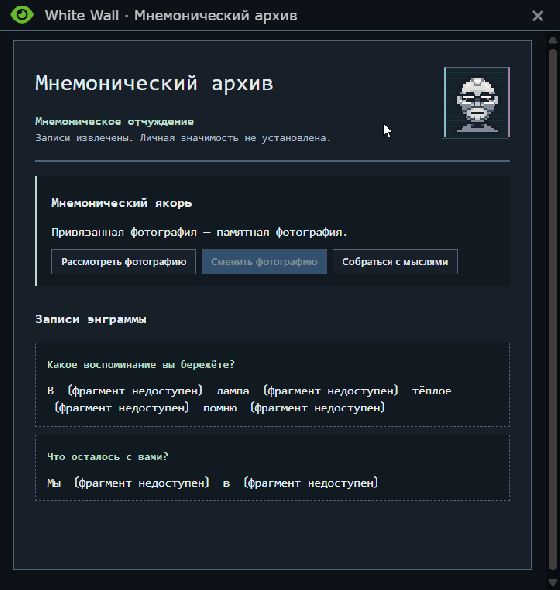 White Wall · Мнемонический архив
Мнемонический архив
Мнемоническое отчуждение
Записи извлечены. Личная значимость не установлена.
Мнемонический якорь
Привязанная фотография — памятная фотография.
Рассмотреть фотографию Сменить фотографию Собраться с мыслями
Записи энграммы
Какое воспоминание вы бережёте?
В (фрагмент недоступен) лампа (фрагмент недоступен) тёплое
(фрагмент недоступен) помню (фрагмент недоступен)
Что осталось с вами?
Мы (фрагмент недоступен) в (фрагмент недоступен)